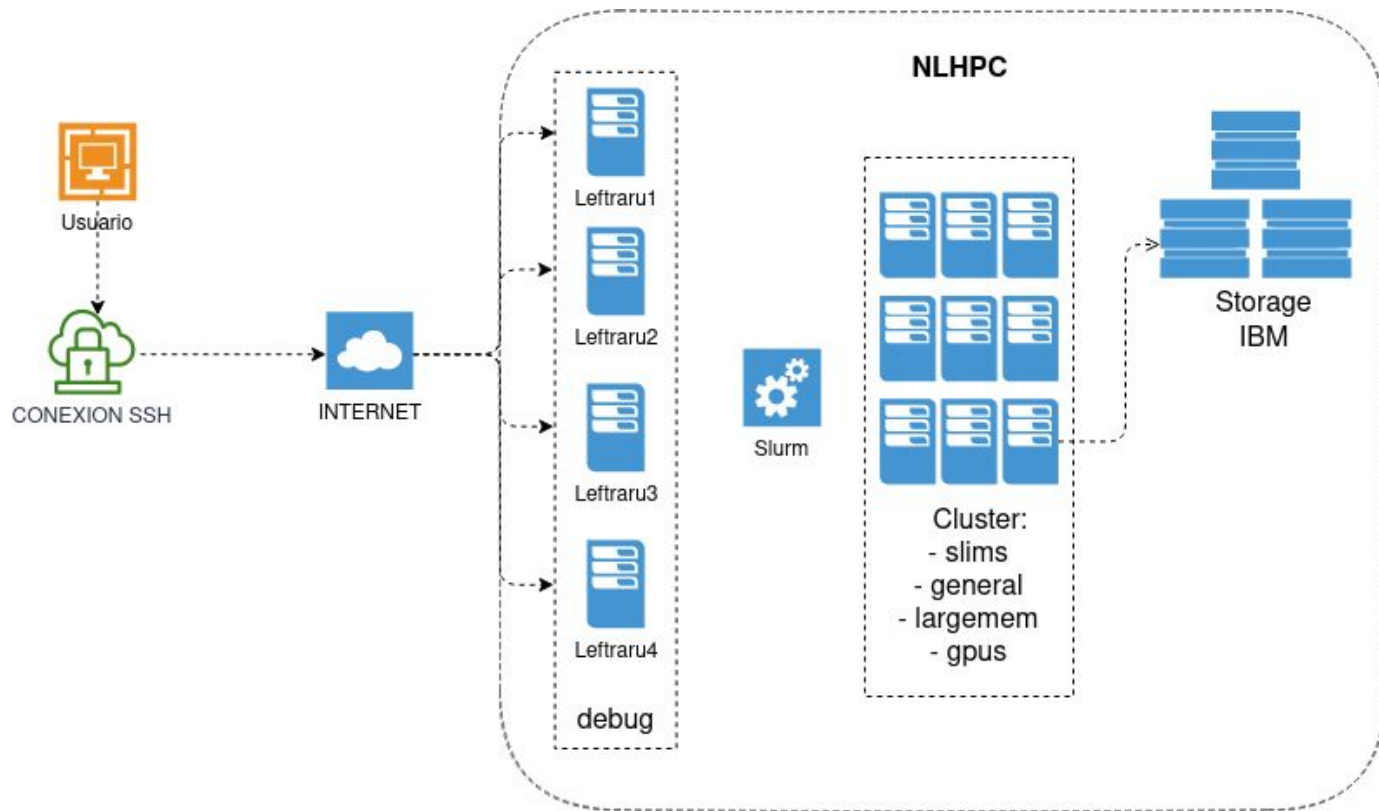 NLHPC
Usuario
CONEXION SSH
INTERNET
Leftraru1
Leftraru2
Leftraru3
Leftraru4
debug
Slurm
Cluster:
- slims
- general
- largemem
- gpus
Storage
IBM